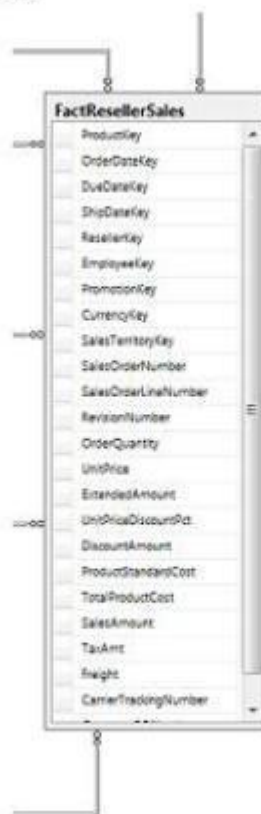 FactResellerSales
ProductKey
OrderDateKey
DueDateKey
ShipDateKey
ResellerKey
EmployeeKey
PromotionKey
CurrencyKey
SalesTerritoryKey
SalesOrderNumber
SalesOrderLineNumber
RevisionNumber
OrderQuantity
UnitPrice
ExtendedAmount
UnitPriceDiscountPct
DiscountAmount
ProductStandardCost
TotalProductCost
SalesAmount
TaxAmt
Freight
CarrierTrackingNumber